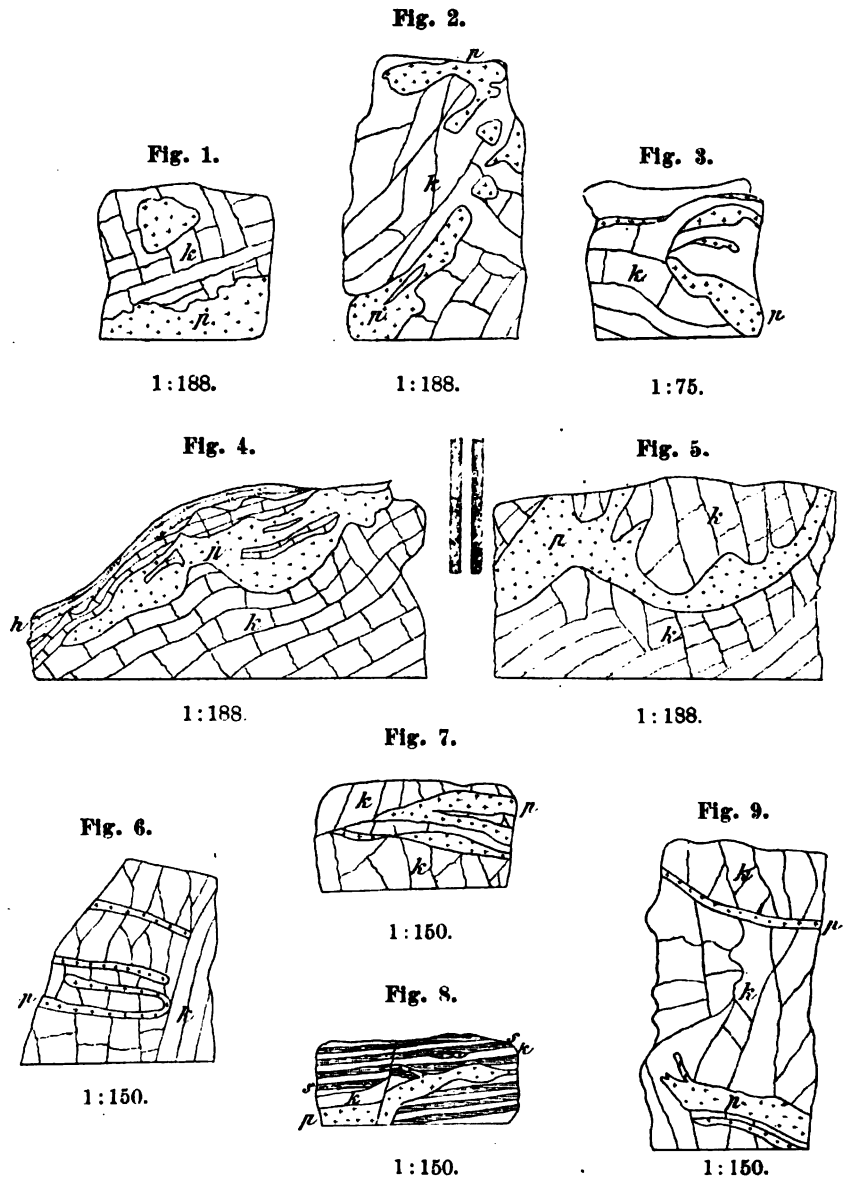 Fig. 2.
p
k
p
1:188.
Fig. 1.
k
p
1:188.
Fig. 3.
k
p
1:75.
Fig. 4.
p
h
k
1:188.
Fig. 5.
k
p
k
1:188.
Fig. 6.
p k
1:150.
Fig. 7.
k
p
k
1:150.
Fig. 8.
s
k
s
k
p
1:150.
Fig. 9.
k
p
k
p
1:150.